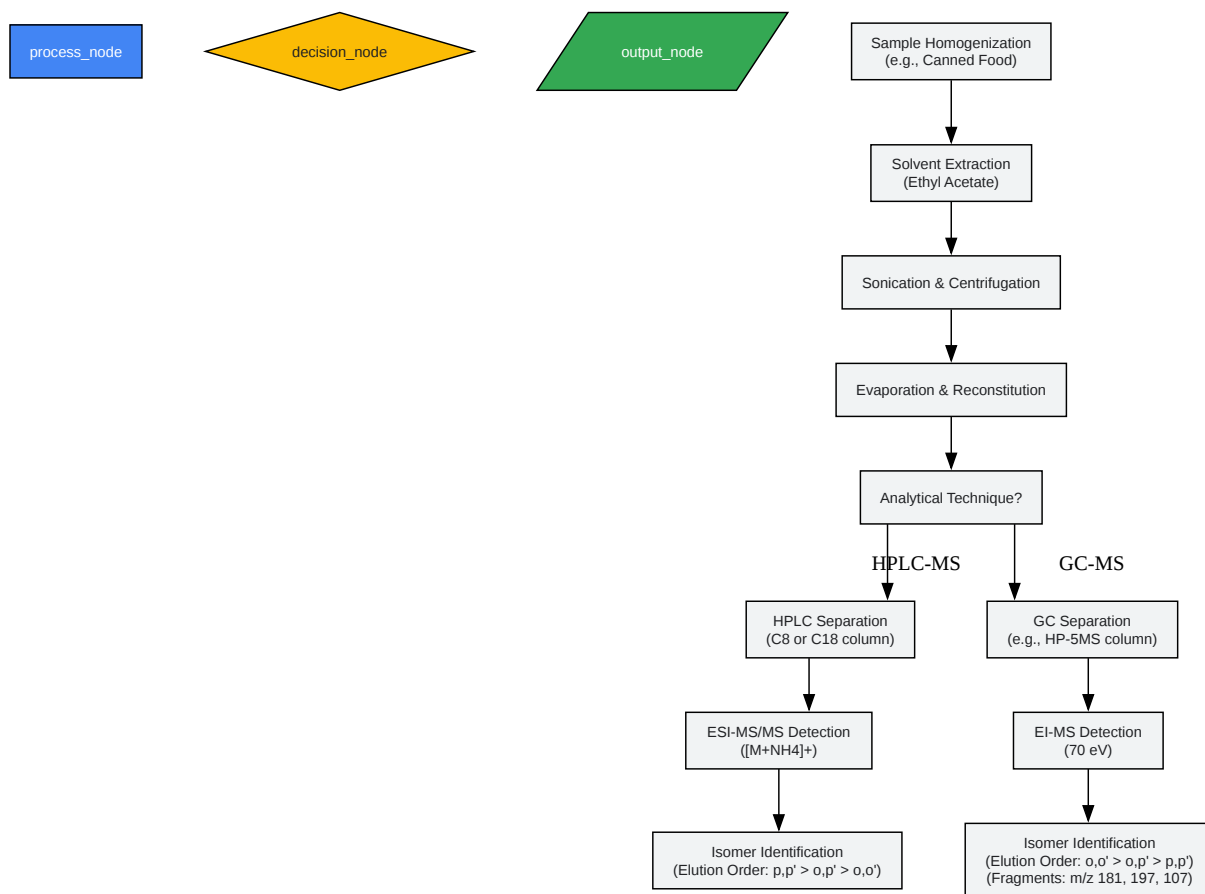 process_node
decision_node
output_node
Sample Homogenization
(e.g., Canned Food)
Solvent Extraction
(Ethyl Acetate)
Sonication & Centrifugation
Evaporation & Reconstitution
Analytical Technique?
HPLC-MS
GC-MS
HPLC Separation
(C8 or C18 column)
GC Separation
(e.g., HP-5MS column)
ESI-MS/MS Detection
([M+NH4]+)
EI-MS Detection
(70 eV)
Isomer Identification
(Elution Order: p,p' > o,p' > o,o')
Isomer Identification
(Elution Order: o,o' > o,p' > p,p')
(Fragments: m/z 181, 197, 107)